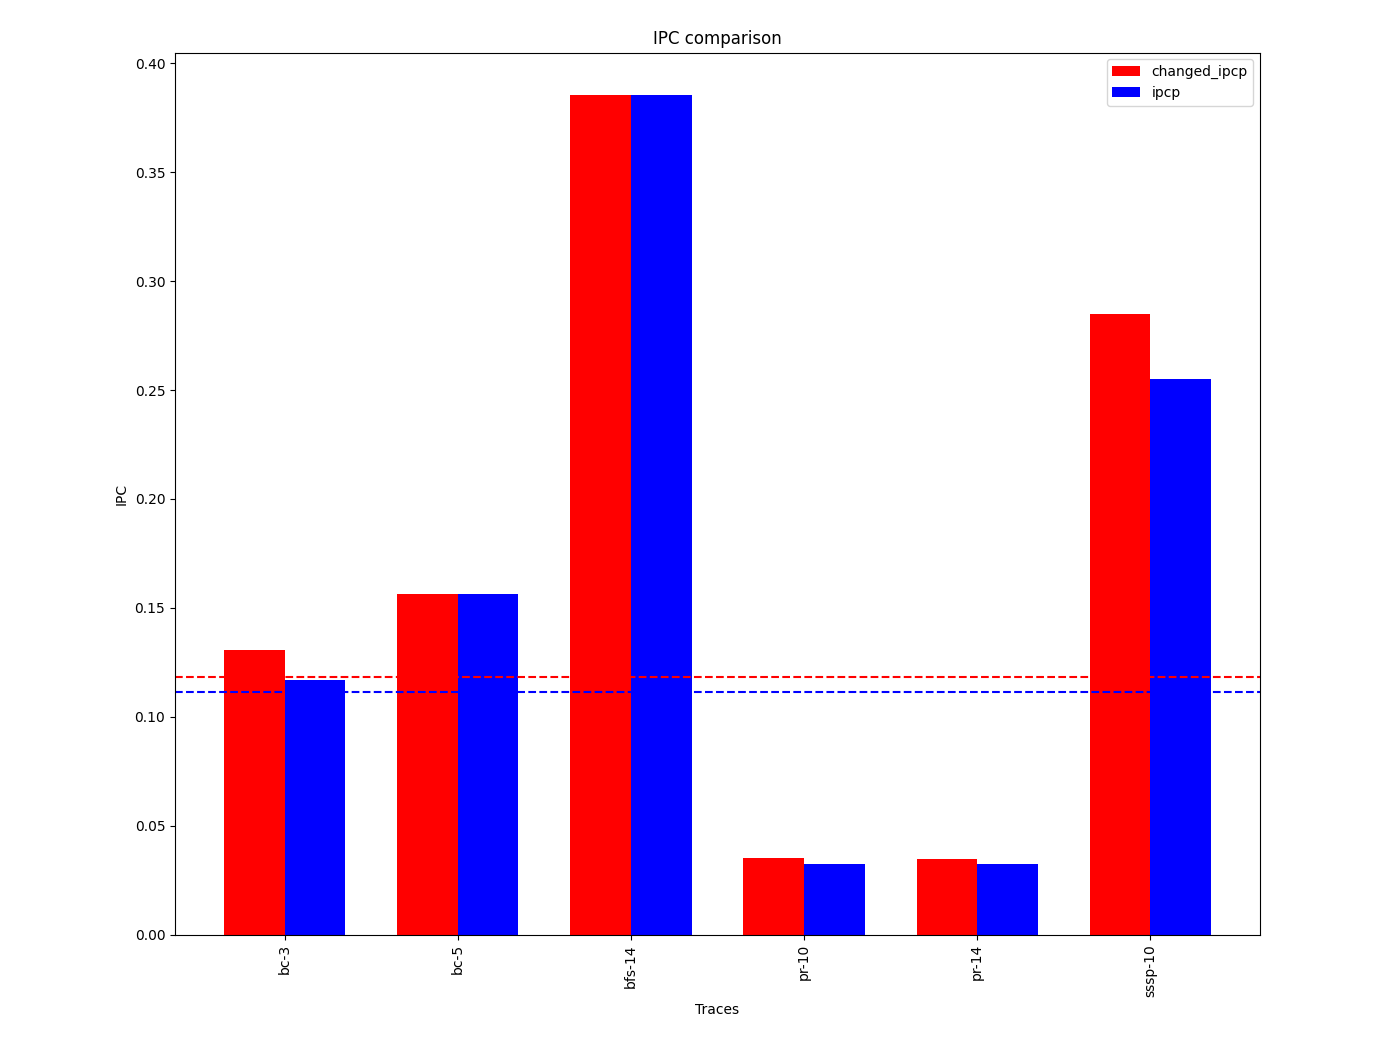 IPC comparison
changed_ipcp
ipcp
0.40
0.35
0.30
0.25
0.20
0.15
0.10
0.05
0.00
IPC
bc-3
bc-5
bfs-14
pr-10
pr-14
sssp-10
Traces